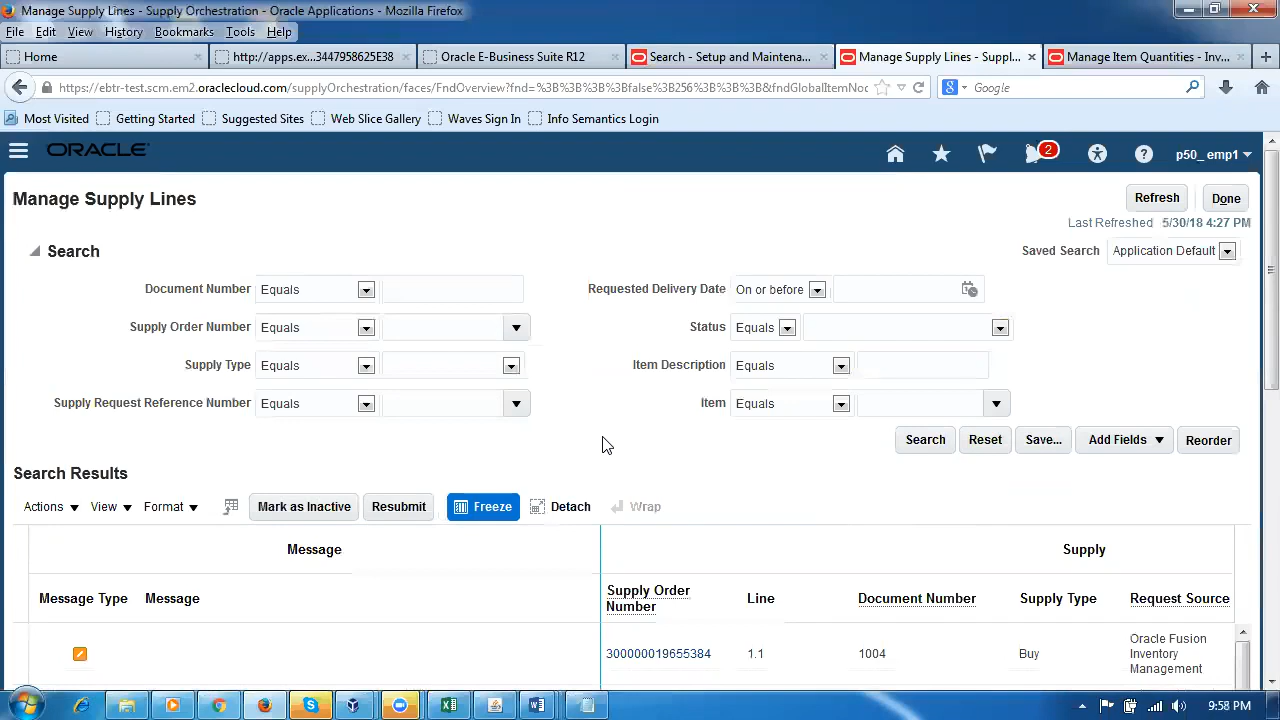 Manage Supply Lines - Supply Orchestration - Oracle Applications - Mozilla Firefox
File Edit View History Bookmarks Tools Help
Home
http://apps.ex...3447958625E38
Oracle E-Business Suite R12
Search - Setup and Maintena...
Manage Supply Lines - Suppl...
Manage Item Quantities - Inv...
https://ebtr-test.scm.em2.oraclecloud.com/supplyOrchestration/faces/FndOverview?fnd=%3B%3B%3B%3Bfalse%3B256%3B%3B%3B&fndGlobalItemNod
Google
Most Visited Getting Started Suggested Sites Web Slice Gallery Waves Sign In Info Semantics Login
ORACLE
2
p50_emp1
Manage Supply Lines
Refresh Done
Last Refreshed 5/30/18 4:27 PM
Search
Saved Search Application Default
Document Number Equals
Requested Delivery Date On or before
Supply Order Number Equals
Status Equals
Supply Type Equals
Item Description Equals
Supply Request Reference Number Equals
Item Equals
Search Reset Save... Add Fields Reorder
Search Results
Actions View Format Mark as Inactive Resubmit Freeze Detach Wrap
Message Supply
Message Type Message Supply Order Number Line Document Number Supply Type Request Source
300000019655384 1.1 1004 Buy Oracle Fusion Inventory Management
9:58 PM